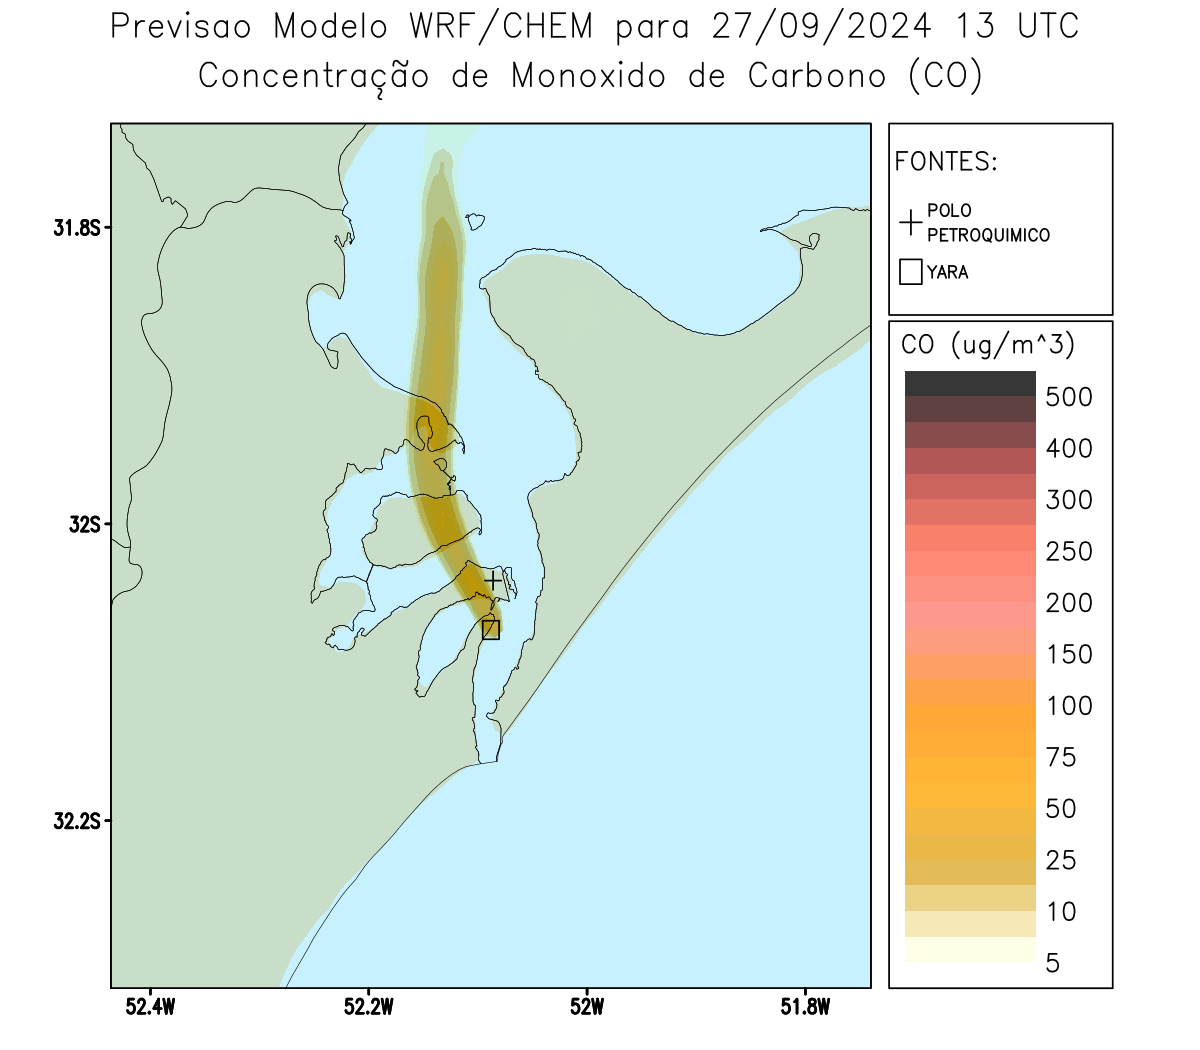 Previsao Modelo WRF/CHEM para 27/09/2024 13 UTC
Concentração de Monoxido de Carbono (CO)
FONTES:
POLO
PETROQUIMICO
YARA
CO (ug/m^3)
500
400
300
250
200
150
100
75
50
25
10
5
31.8S
32S
32.2S
52.4W
52.2W
52W
51.8W